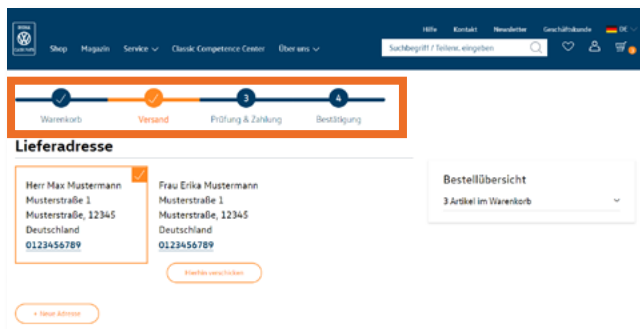 Hilfe Kontakt Newsletter Geschäftskunde DE
Shop Magazin Service Classic Competence Center Über uns
Suchbegriff / Teilenr. eingeben
Warenkorb Versand 3 Prüfung & Zahlung 4 Bestätigung
Lieferadresse
Herr Max Mustermann
Musterstraße 1
Musterstraße, 12345
Deutschland
0123456789
Frau Erika Mustermann
Musterstraße 1
Musterstraße, 12345
Deutschland
0123456789
Hierhin verschicken
+ Neue Adresse
Bestellübersicht
3 Artikel im Warenkorb